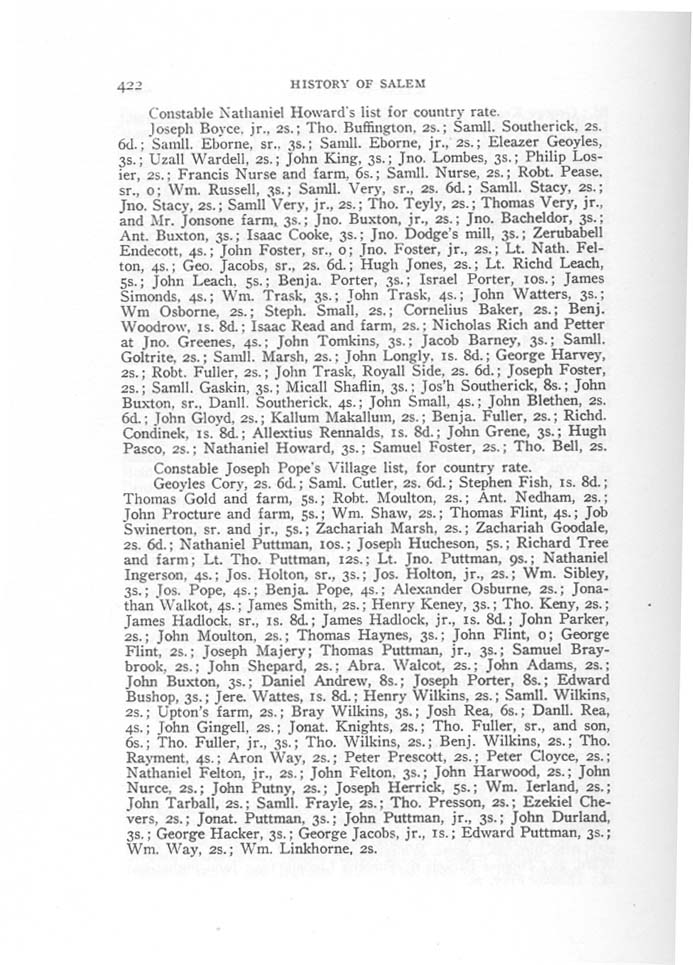 422 HISTORY OF SALEM
Constable Nathaniel Howard's list for country rate.
Joseph Boyce, jr., 2s.; Tho. Buffington, 2s.; Samll. Southerick, 2s.
6d.; Samll. Eborne, sr., 3s.; Samll. Eborne, jr., 2s.; Eleazer Geoyles,
3s.; Uzall Wardell, 2s.; John King, 3s.; Jno. Lombes, 3s.; Philip Los-
ier, 2s.; Francis Nurse and farm, 6s.; Samll. Nurse, 2s.; Robt. Pease,
sr., 0; Wm. Russell, 3s.; Samll. Very, sr., 2s. 6d.; Samll. Stacy, 2s.;
Jno. Stacy, 2s.; Samll Very, jr., 2s.; Tho. Teyly, 2s.; Thomas Very, jr.,
and Mr. Jonsone farm, 3s.; Jno. Buxton, jr., 2s.; Jno. Bacheldor, 3s.;
Ant. Buxton, 3s.; Isaac Cooke, 3s.; Jno. Dodge's mill, 3s.; Zerubabell
Endecott, 4s.; John Foster, sr., 0; Jno. Foster, jr., 2s.; Lt. Nath. Fel-
ton, 4s.; Geo. Jacobs, sr., 2s. 6d.; Hugh Jones, 2s.; Lt. Richd Leach,
5s.; John Leach, 5s.; Benja. Porter, 3s.; Israel Porter, 10s.; James
Simonds, 4s.; Wm. Trask, 3s.; John Trask, 4s.; John Watters, 3s.;
Wm Osborne, 2s.; Steph. Small, 2s.; Cornelius Baker, 2s.; Benj.
Woodrow, 1s. 8d.; Isaac Read and farm, 2s.; Nicholas Rich and Petter
at Jno. Greenes, 4s.; John Tomkins, 3s.; Jacob Barney, 3s.; Samll.
Goltrite, 2s.; Samll. Marsh, 2s.; John Longly, 1s. 8d.; George Harvey,
2s.; Robt. Fuller, 2s.; John Trask, Royall Side, 2s. 6d.; Joseph Foster,
2s.; Samll. Gaskin, 3s.; Micall Shaflin, 3s.; Jos'h Southerick, 8s.; John
Buxton, sr., Danll. Southerick, 4s.; John Small, 4s.; John Blethen, 2s.
6d.; John Gloyd, 2s.; Kallum Makallum, 2s.; Benja. Fuller, 2s.; Richd.
Condinek, 1s. 8d.; Allextius Rennalds, 1s. 8d.; John Grene, 3s.; Hugh
Pasco, 2s.; Nathaniel Howard, 3s.; Samuel Foster, 2s.; Tho. Bell, 2s.
Constable Joseph Pope's Village list, for country rate.
Geoyles Cory, 2s. 6d.; Saml. Cutler, 2s. 6d.; Stephen Fish, 1s. 8d.;
Thomas Gold and farm, 5s.; Robt. Moulton, 2s.; Ant. Nedham, 2s.;
John Procture and farm, 5s.; Wm. Shaw, 2s.; Thomas Flint, 4s.; Job
Swinerton, sr. and jr., 5s.; Zachariah Marsh, 2s.; Zachariah Goodale,
2s. 6d.; Nathaniel Puttman, 10s.; Joseph Hucheson, 5s.; Richard Tree
and farm; Lt. Tho. Puttman, 12s.; Lt. Jno. Puttman, 9s.; Nathaniel
Ingerson, 4s.; Jos. Holton, sr., 3s.; Jos. Holton, jr., 2s.; Wm. Sibley,
3s.; Jos. Pope, 4s.; Benja. Pope, 4s.; Alexander Osburne, 2s.; Jona-
than Walkot, 4s.; James Smith, 2s.; Henry Keney, 3s.; Tho. Keny, 2s.;
James Hadlock, sr., 1s. 8d.; James Hadlock, jr., 1s. 8d.; John Parker,
2s.; John Moulton, 2s.; Thomas Haynes, 3s.; John Flint, 0; George
Flint, 2s.; Joseph Majery; Thomas Puttman, jr., 3s.; Samuel Bray-
brook, 2s.; John Shepard, 2s.; Abra. Walcot, 2s.; John Adams, 2s.;
John Buxton, 3s.; Daniel Andrew, 8s.; Joseph Porter, 8s.; Edward
Bushop, 3s.; Jere. Wattes, 1s. 8d.; Henry Wilkins, 2s.; Samll. Wilkins,
2s.; Upton's farm, 2s.; Bray Wilkins, 3s.; Josh Rea, 6s.; Danll. Rea,
4s.; John Gingell, 2s.; Jonat. Knights, 2s.; Tho. Fuller, sr., and son,
6s.; Tho. Fuller, jr., 3s.; Tho. Wilkins, 2s.; Benj. Wilkins, 2s.; Tho.
Rayment, 4s.; Aron Way, 2s.; Peter Prescott, 2s.; Peter Cloyce, 2s.;
Nathaniel Felton, jr., 2s.; John Felton, 3s.; John Harwood, 2s.; John
Nurce, 2s.; John Putny, 2s.; Joseph Herrick, 5s.; Wm. Ierland, 2s.;
John Tarball, 2s.; Samll. Frayle, 2s.; Tho. Presson, 2s.; Ezekiel Che-
vers, 2s.; Jonat. Puttman, 3s.; John Puttman, jr., 3s.; John Durland,
3s.; George Hacker, 3s.; George Jacobs, jr., 1s.; Edward Puttman, 3s.;
Wm. Way, 2s.; Wm. Linkhorne, 2s.